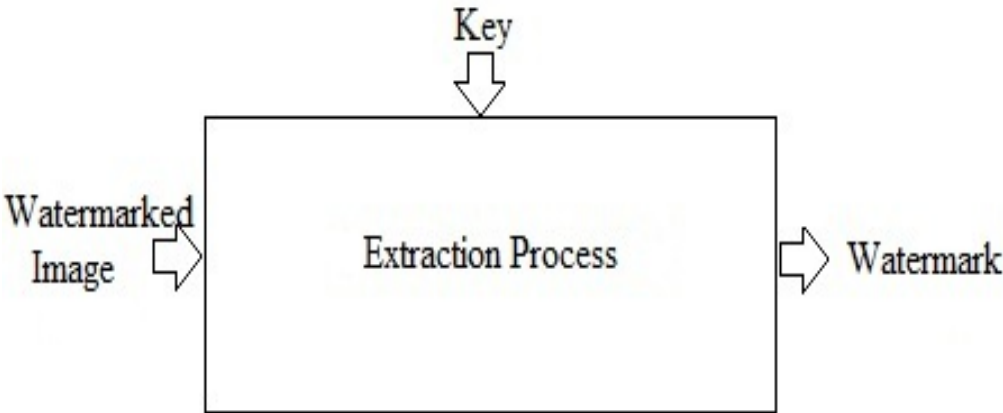 Key
Watermarked
Image
Extraction Process
Watermark